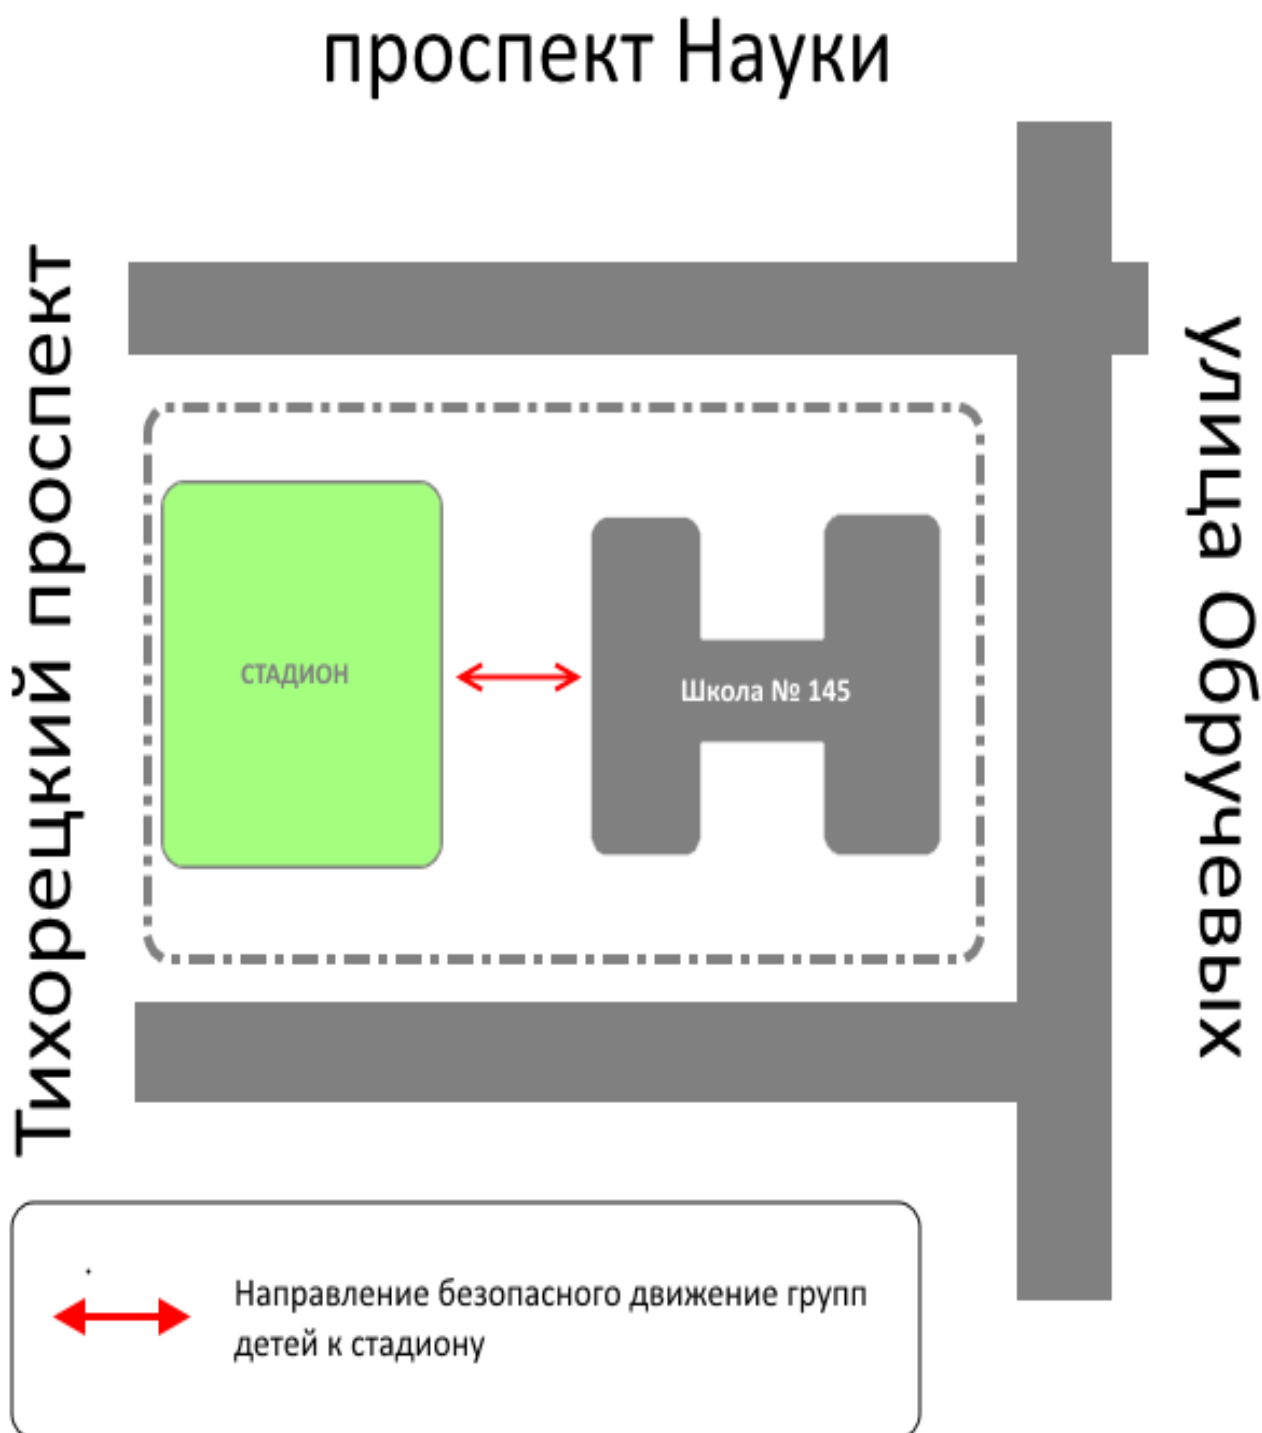 проспект Науки
Тихорецкий проспект
улица Обручевых
СТАДИОН
Школа № 145
Направление безопасного движение групп
детей к стадиону